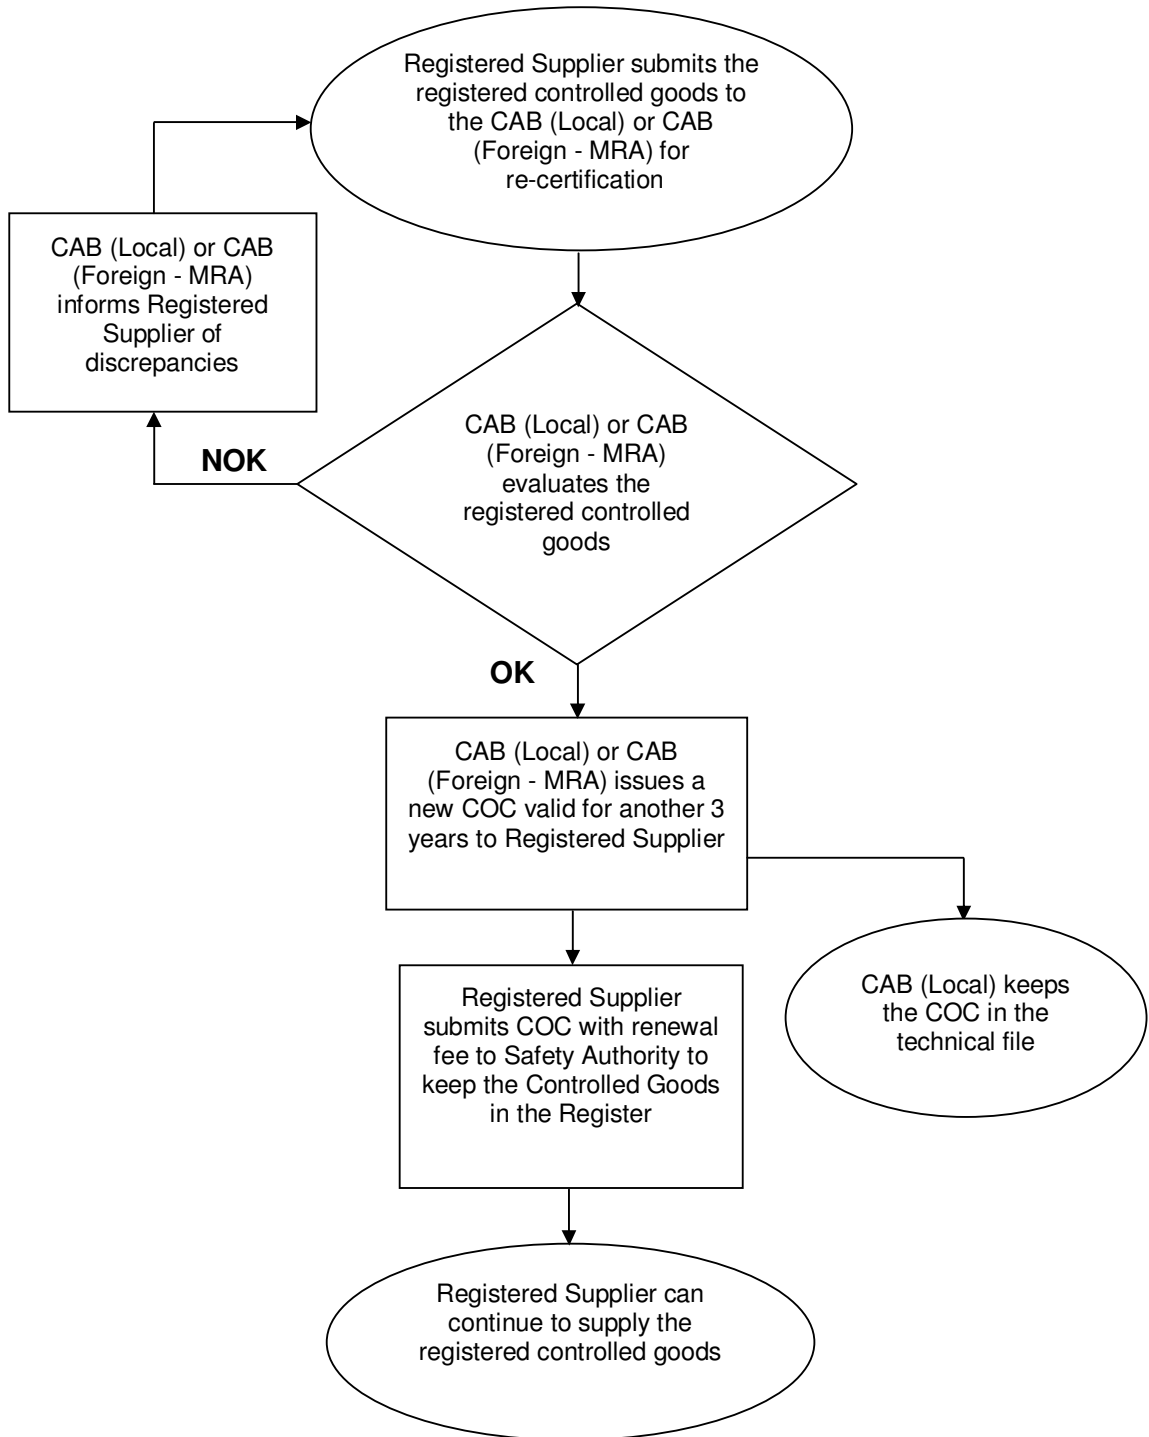 Registered Supplier submits the
registered controlled goods to
the CAB (Local) or CAB
(Foreign - MRA) for
re-certification
CAB (Local) or CAB
(Foreign - MRA)
informs Registered
Supplier of
discrepancies
CAB (Local) or CAB
(Foreign - MRA)
evaluates the
registered controlled
goods
NOK
OK
CAB (Local) or CAB
(Foreign - MRA) issues a
new COC valid for another 3
years to Registered Supplier
CAB (Local) keeps
the COC in the
technical file
Registered Supplier
submits COC with renewal
fee to Safety Authority to
keep the Controlled Goods
in the Register
Registered Supplier can
continue to supply the
registered controlled goods